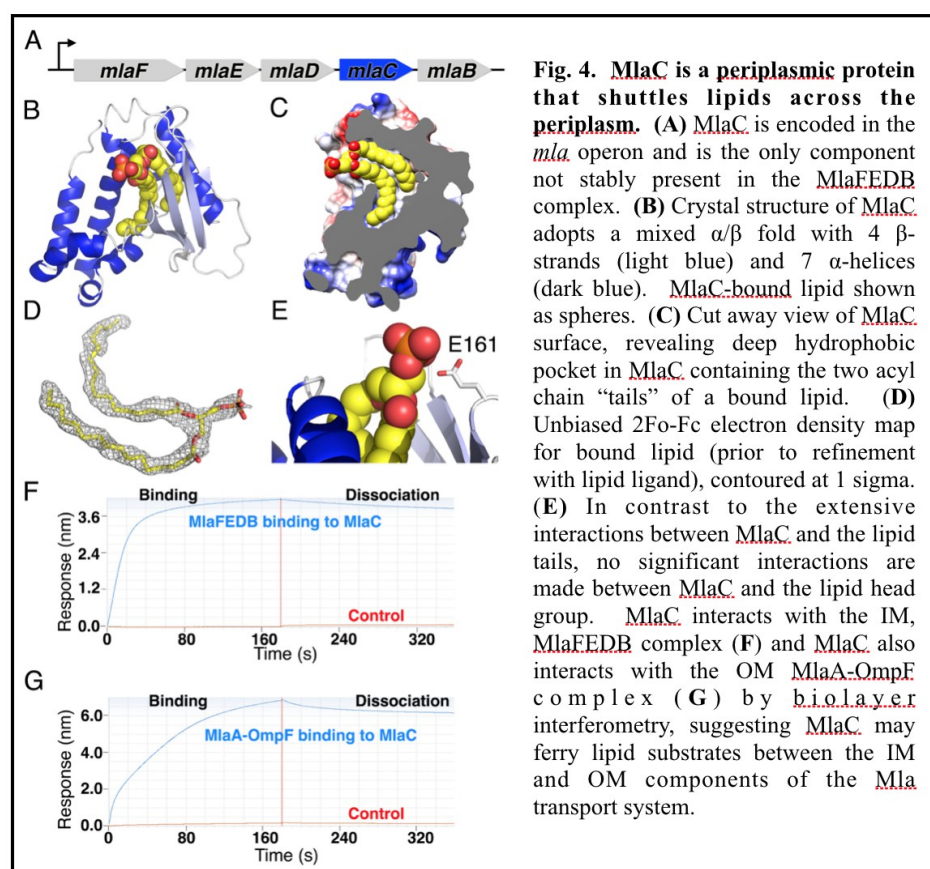 A
mlaF mlaE mlaD mlaC mlaB
B
C
D
E
E161
F
Binding
Dissociation
MlaFEDB binding to MlaC
Control
Response (nm)
3.6
2.4
1.2
0.0
0 80 160 240 320
Time (s)
G
Binding
Dissociation
MlaA-OmpF binding to MlaC
Control
Response (nm)
6.0
4.0
2.0
0.0
0 80 160 240 320
Time (s)
Fig. 4. MlaC is a periplasmic protein
that shuttles lipids across the
periplasm. (A) MlaC is encoded in the
mla operon and is the only component
not stably present in the MlaFEDB
complex. (B) Crystal structure of MlaC
adopts a mixed α/β fold with 4 β-
strands (light blue) and 7 α-helices
(dark blue). MlaC-bound lipid shown
as spheres. (C) Cut away view of MlaC
surface, revealing deep hydrophobic
pocket in MlaC containing the two acyl
chain “tails” of a bound lipid. (D)
Unbiased 2Fo-Fc electron density map
for bound lipid (prior to refinement
with lipid ligand), contoured at 1 sigma.
(E) In contrast to the extensive
interactions between MlaC and the lipid
tails, no significant interactions are
made between MlaC and the lipid head
group. MlaC interacts with the IM,
MlaFEDB complex (F) and MlaC also
interacts with the OM MlaA-OmpF
complex (G) by biolayer
interferometry, suggesting MlaC may
ferry lipid substrates between the IM
and OM components of the Mla
transport system.